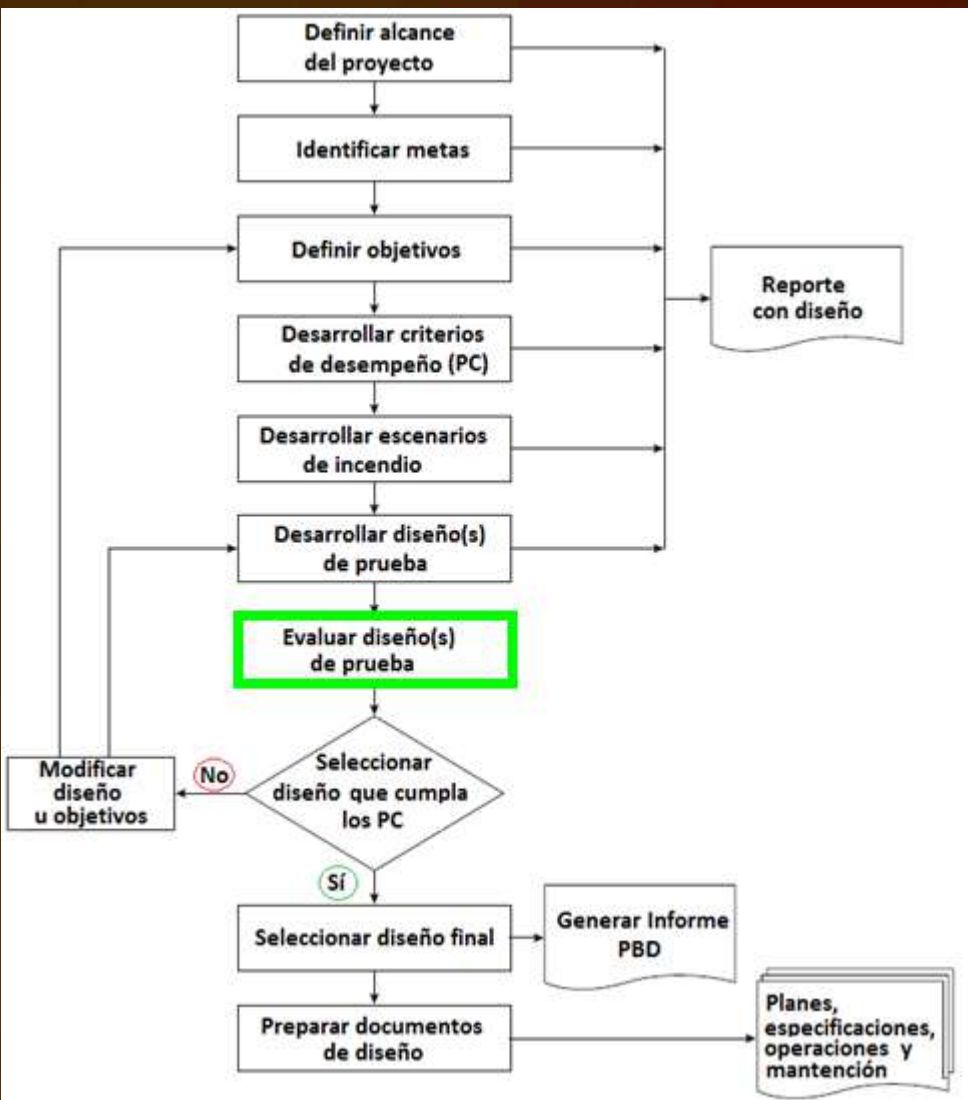 Definir alcance
del proyecto
Identificar metas
Definir objetivos
Reporte
con diseño
Desarrollar criterios
de desempeño (PC)
Desarrollar escenarios
de incendio
Desarrollar diseño(s)
de prueba
Evaluar diseño(s)
de prueba
Seleccionar
diseño que cumpla
los PC
No
Modificar
diseño
u objetivos
Sí
Seleccionar diseño final
Generar Informe
PBD
Preparar documentos
de diseño
Planes,
especificaciones,
operaciones y
mantención